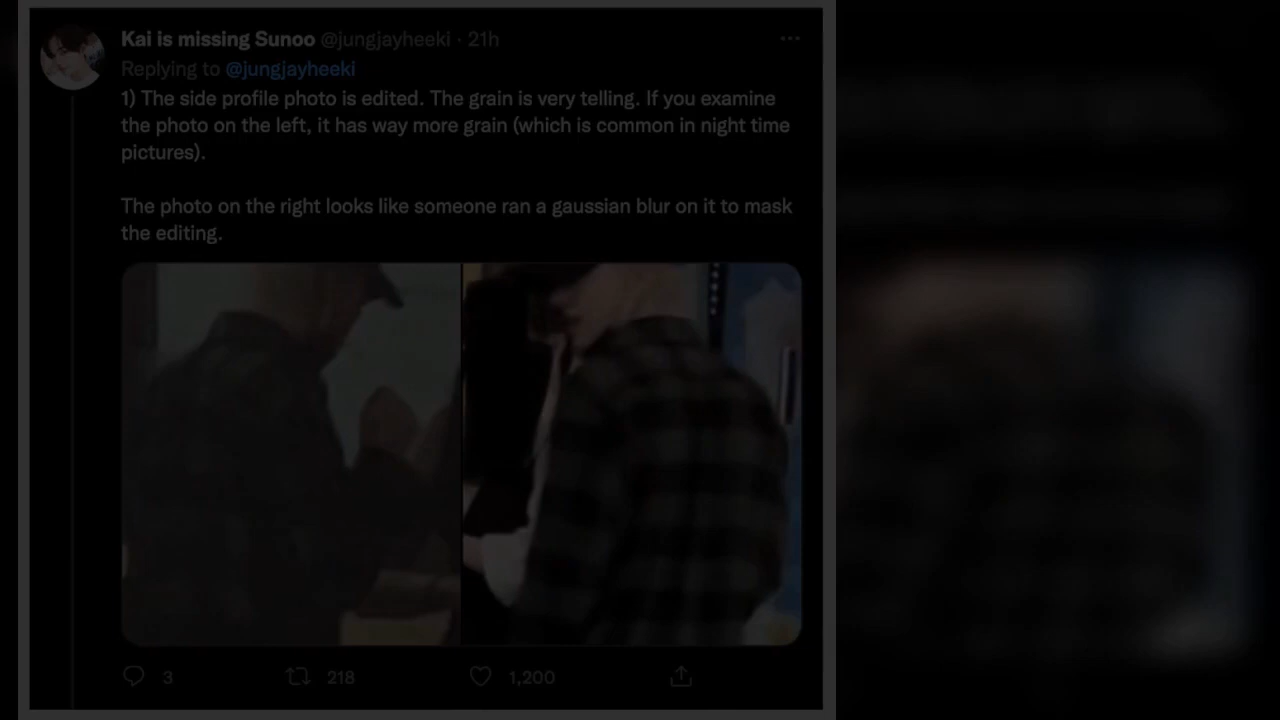 Kai is missing Sunoo @jungjayheeki · 21h
Replying to @jungjayheeki
1) The side profile photo is edited. The grain is very telling. If you examine
the photo on the left, it has way more grain (which is common in night time
pictures).
The photo on the right looks like someone ran a gaussian blur on it to mask
the editing.
3 218 1,200